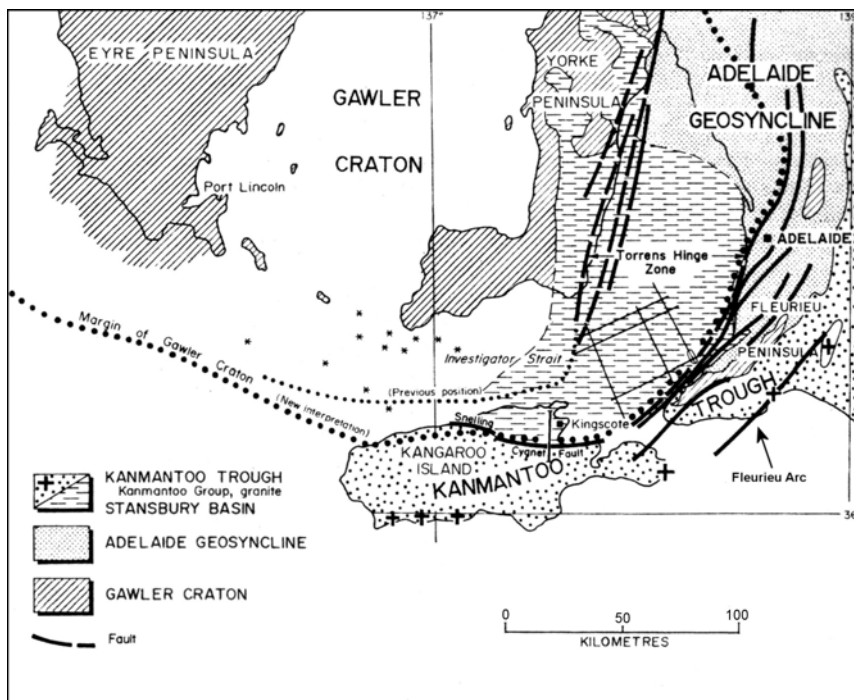 137°
139
EYRE PENINSULA
YORKE
PENINSULA
ADELAIDE
GEOSYNCLINE
GAWLER
CRATON
Port Lincoln
ADELAIDE
Torrens Hinge
Zone
FLEURIEU
PENINSULA
Margin of Gawler Craton
(New interpretation)
Investigator Strait
(Previous position)
TROUGH
Snelling
Kingscote
Cygnet Fault
KANGAROO
ISLAND
KANMANTOO
Fleurieu Arc
36
KANMANTOO TROUGH
Kanmantoo Group, granite
STANSBURY BASIN
ADELAIDE GEOSYNCLINE
GAWLER CRATON
Fault
0 50 100
KILOMETRES